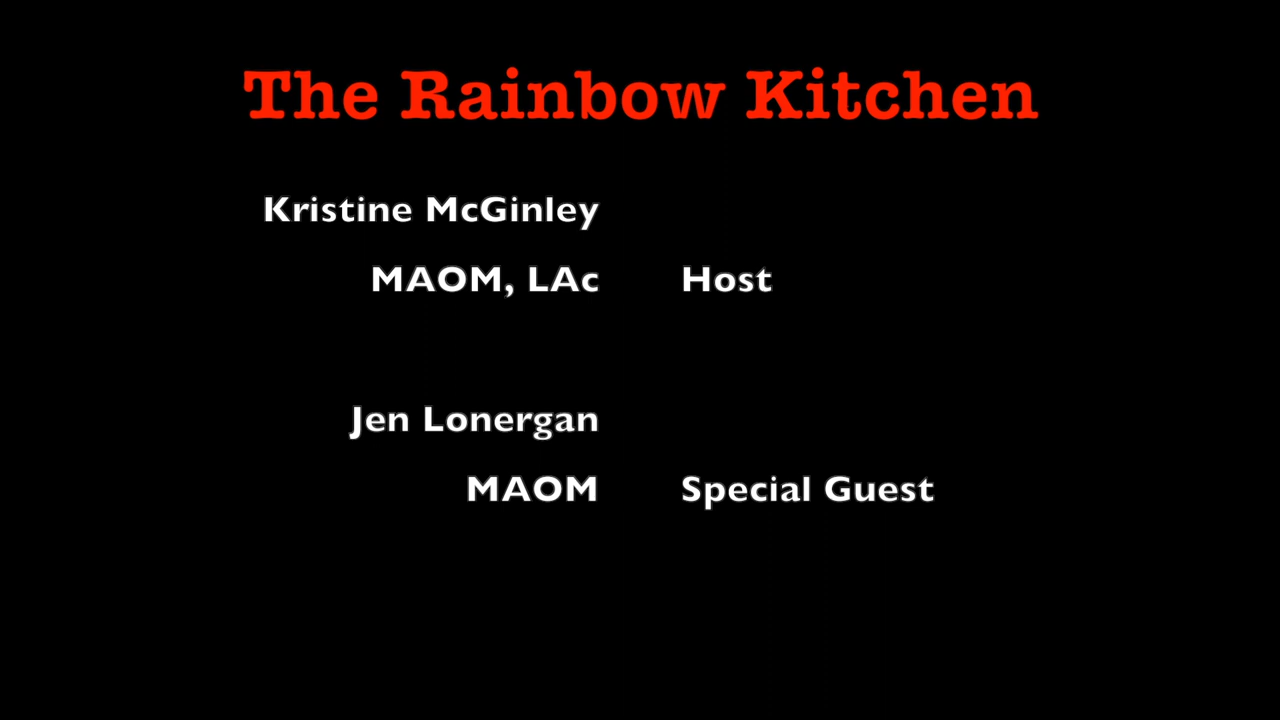 The Rainbow Kitchen
Kristine McGinley
MAOM, LAc Host
Jen Lonergan
MAOM Special Guest